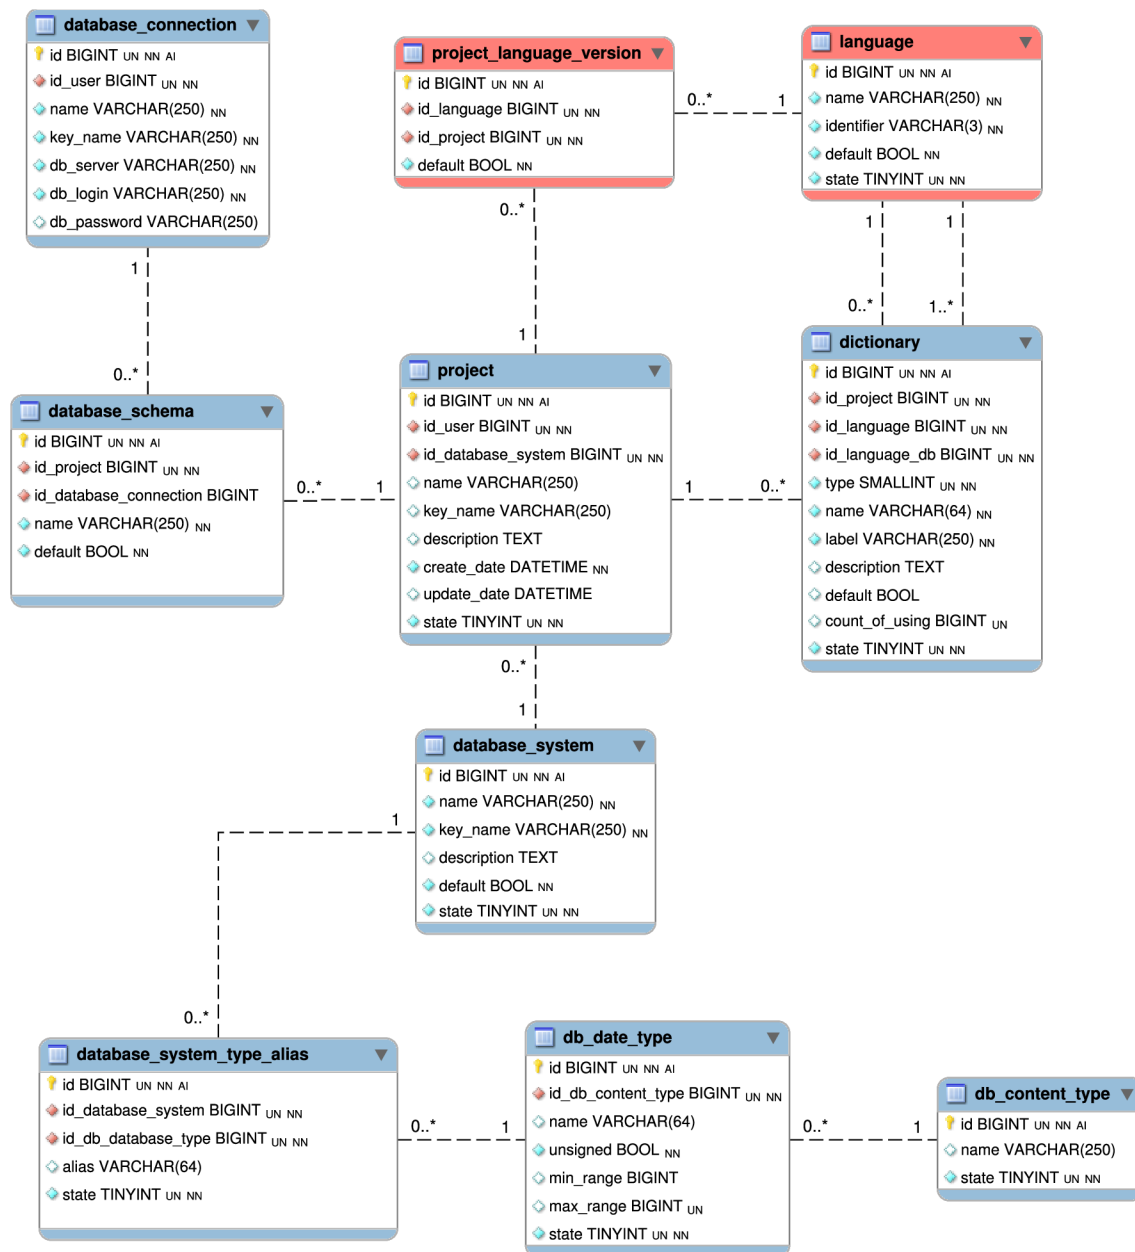 database_connection
id BIGINT UN NN AI
id_user BIGINT UN NN
name VARCHAR(250) NN
key_name VARCHAR(250) NN
db_server VARCHAR(250) NN
db_login VARCHAR(250) NN
db_password VARCHAR(250)
project_language_version
id BIGINT UN NN AI
id_language BIGINT UN NN
id_project BIGINT UN NN
default BOOL NN
0..* 1
language
id BIGINT UN NN AI
name VARCHAR(250) NN
identifier VARCHAR(3) NN
default BOOL NN
state TINYINT UN NN
1
0..*
0..*
1
1 1
0..* 1..*
database_schema
id BIGINT UN NN AI
id_project BIGINT UN NN
id_database_connection BIGINT
name VARCHAR(250) NN
default BOOL NN
0..* 1
project
id BIGINT UN NN AI
id_user BIGINT UN NN
id_database_system BIGINT UN NN
name VARCHAR(250)
key_name VARCHAR(250)
description TEXT
create_date DATETIME NN
update_date DATETIME
state TINYINT UN NN
1 0..*
dictionary
id BIGINT UN NN AI
id_project BIGINT UN NN
id_language BIGINT UN NN
id_language_db BIGINT UN NN
type SMALLINT UN NN
name VARCHAR(64) NN
label VARCHAR(250) NN
description TEXT
default BOOL
count_of_using BIGINT UN
state TINYINT UN NN
0..*
1
database_system
id BIGINT UN NN AI
name VARCHAR(250) NN
key_name VARCHAR(250) NN
description TEXT
default BOOL NN
state TINYINT UN NN
1
0..*
database_system_type_alias
id BIGINT UN NN AI
id_database_system BIGINT UN NN
id_db_database_type BIGINT UN NN
alias VARCHAR(64)
state TINYINT UN NN
0..* 1
db_date_type
id BIGINT UN NN AI
id_db_content_type BIGINT UN NN
name VARCHAR(64)
unsigned BOOL NN
min_range BIGINT
max_range BIGINT UN
state TINYINT UN NN
0..* 1
db_content_type
id BIGINT UN NN AI
name VARCHAR(250)
state TINYINT UN NN